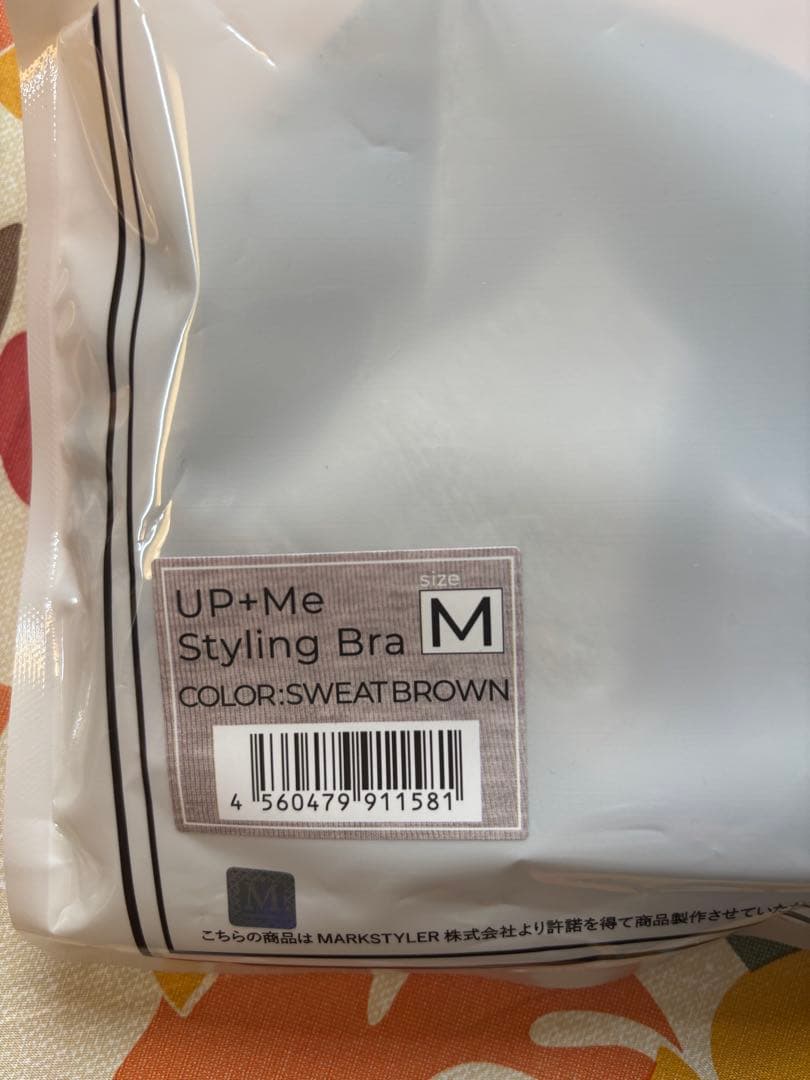 UP+Me
Styling Bra
size
M
COLOR:SWEAT BROWN
4 560479 911581
M
こちらの商品は MARKSTYLER 株式会社より許諾を得て商品製作させていた